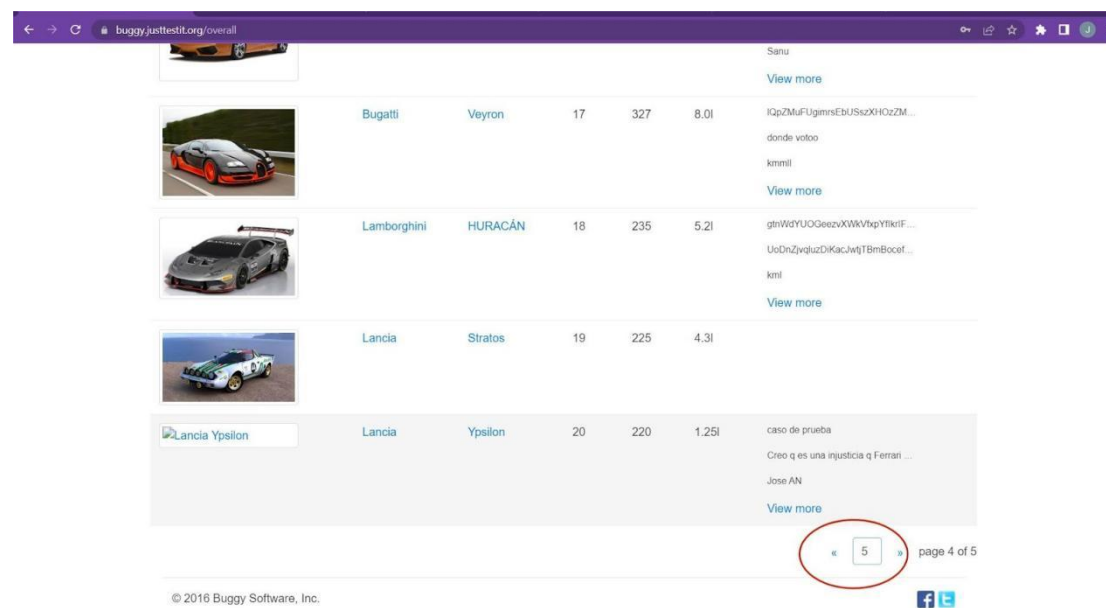 buggy.justtestit.org/overall
J
Sanu
View more
Bugatti Veyron 17 327 8.0l
donde votoo
kmmll
View more
Lamborghini HURACÁN 18 235 5.2l
kml
View more
Lancia Stratos 19 225 4.3l
Lancia Ypsilon Lancia Ypsilon 20 220 1.25l caso de prueba
Creo q es una injusticia q Ferrari ...
Jose AN
View more
« 5 » page 4 of 5
© 2016 Buggy Software, Inc.